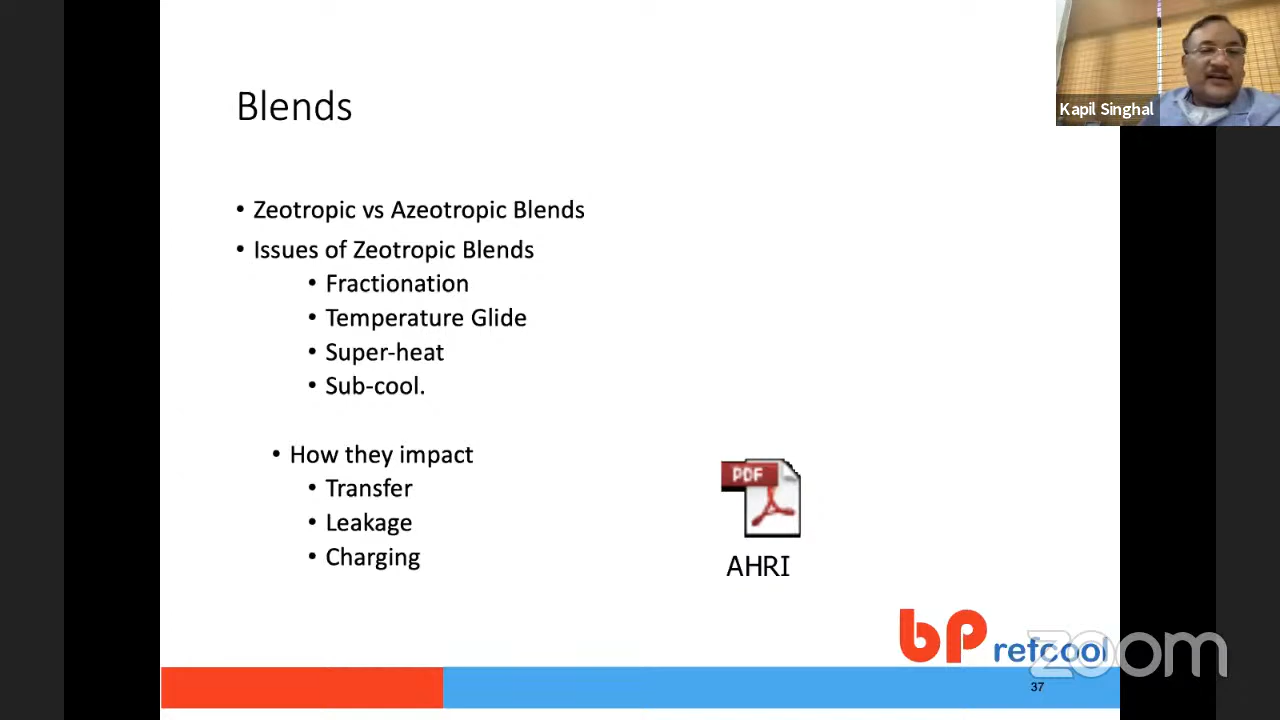 Blends
Kapil Singhal
• Zeotropic vs Azeotropic Blends
• Issues of Zeotropic Blends
• Fractionation
• Temperature Glide
• Super-heat
• Sub-cool.
• How they impact
• Transfer
• Leakage
• Charging
PDF
AHRI
bp refcool
zoom
37